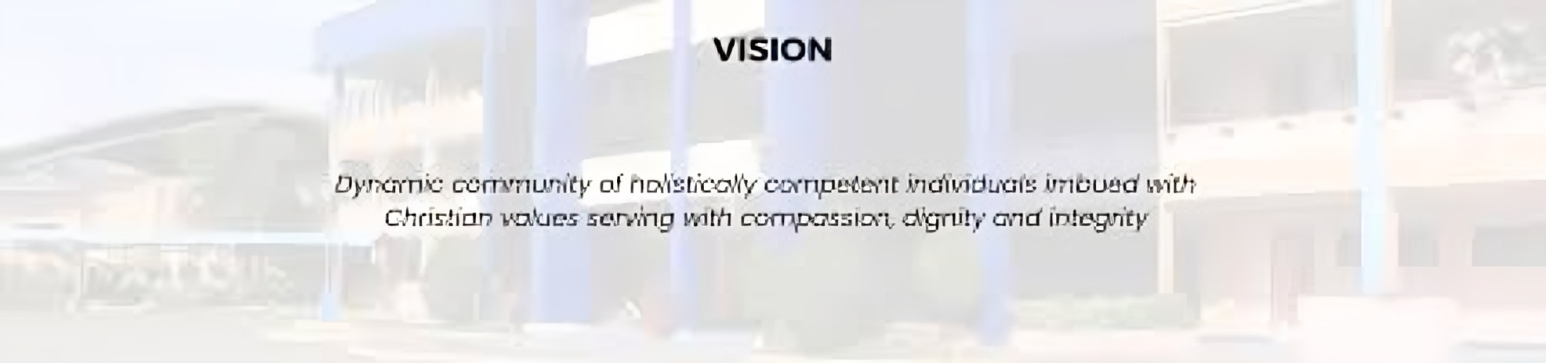 VISION
Dynamic community of holistically competent individuals imbued with
Christian values serving with compassion, dignity and integrity